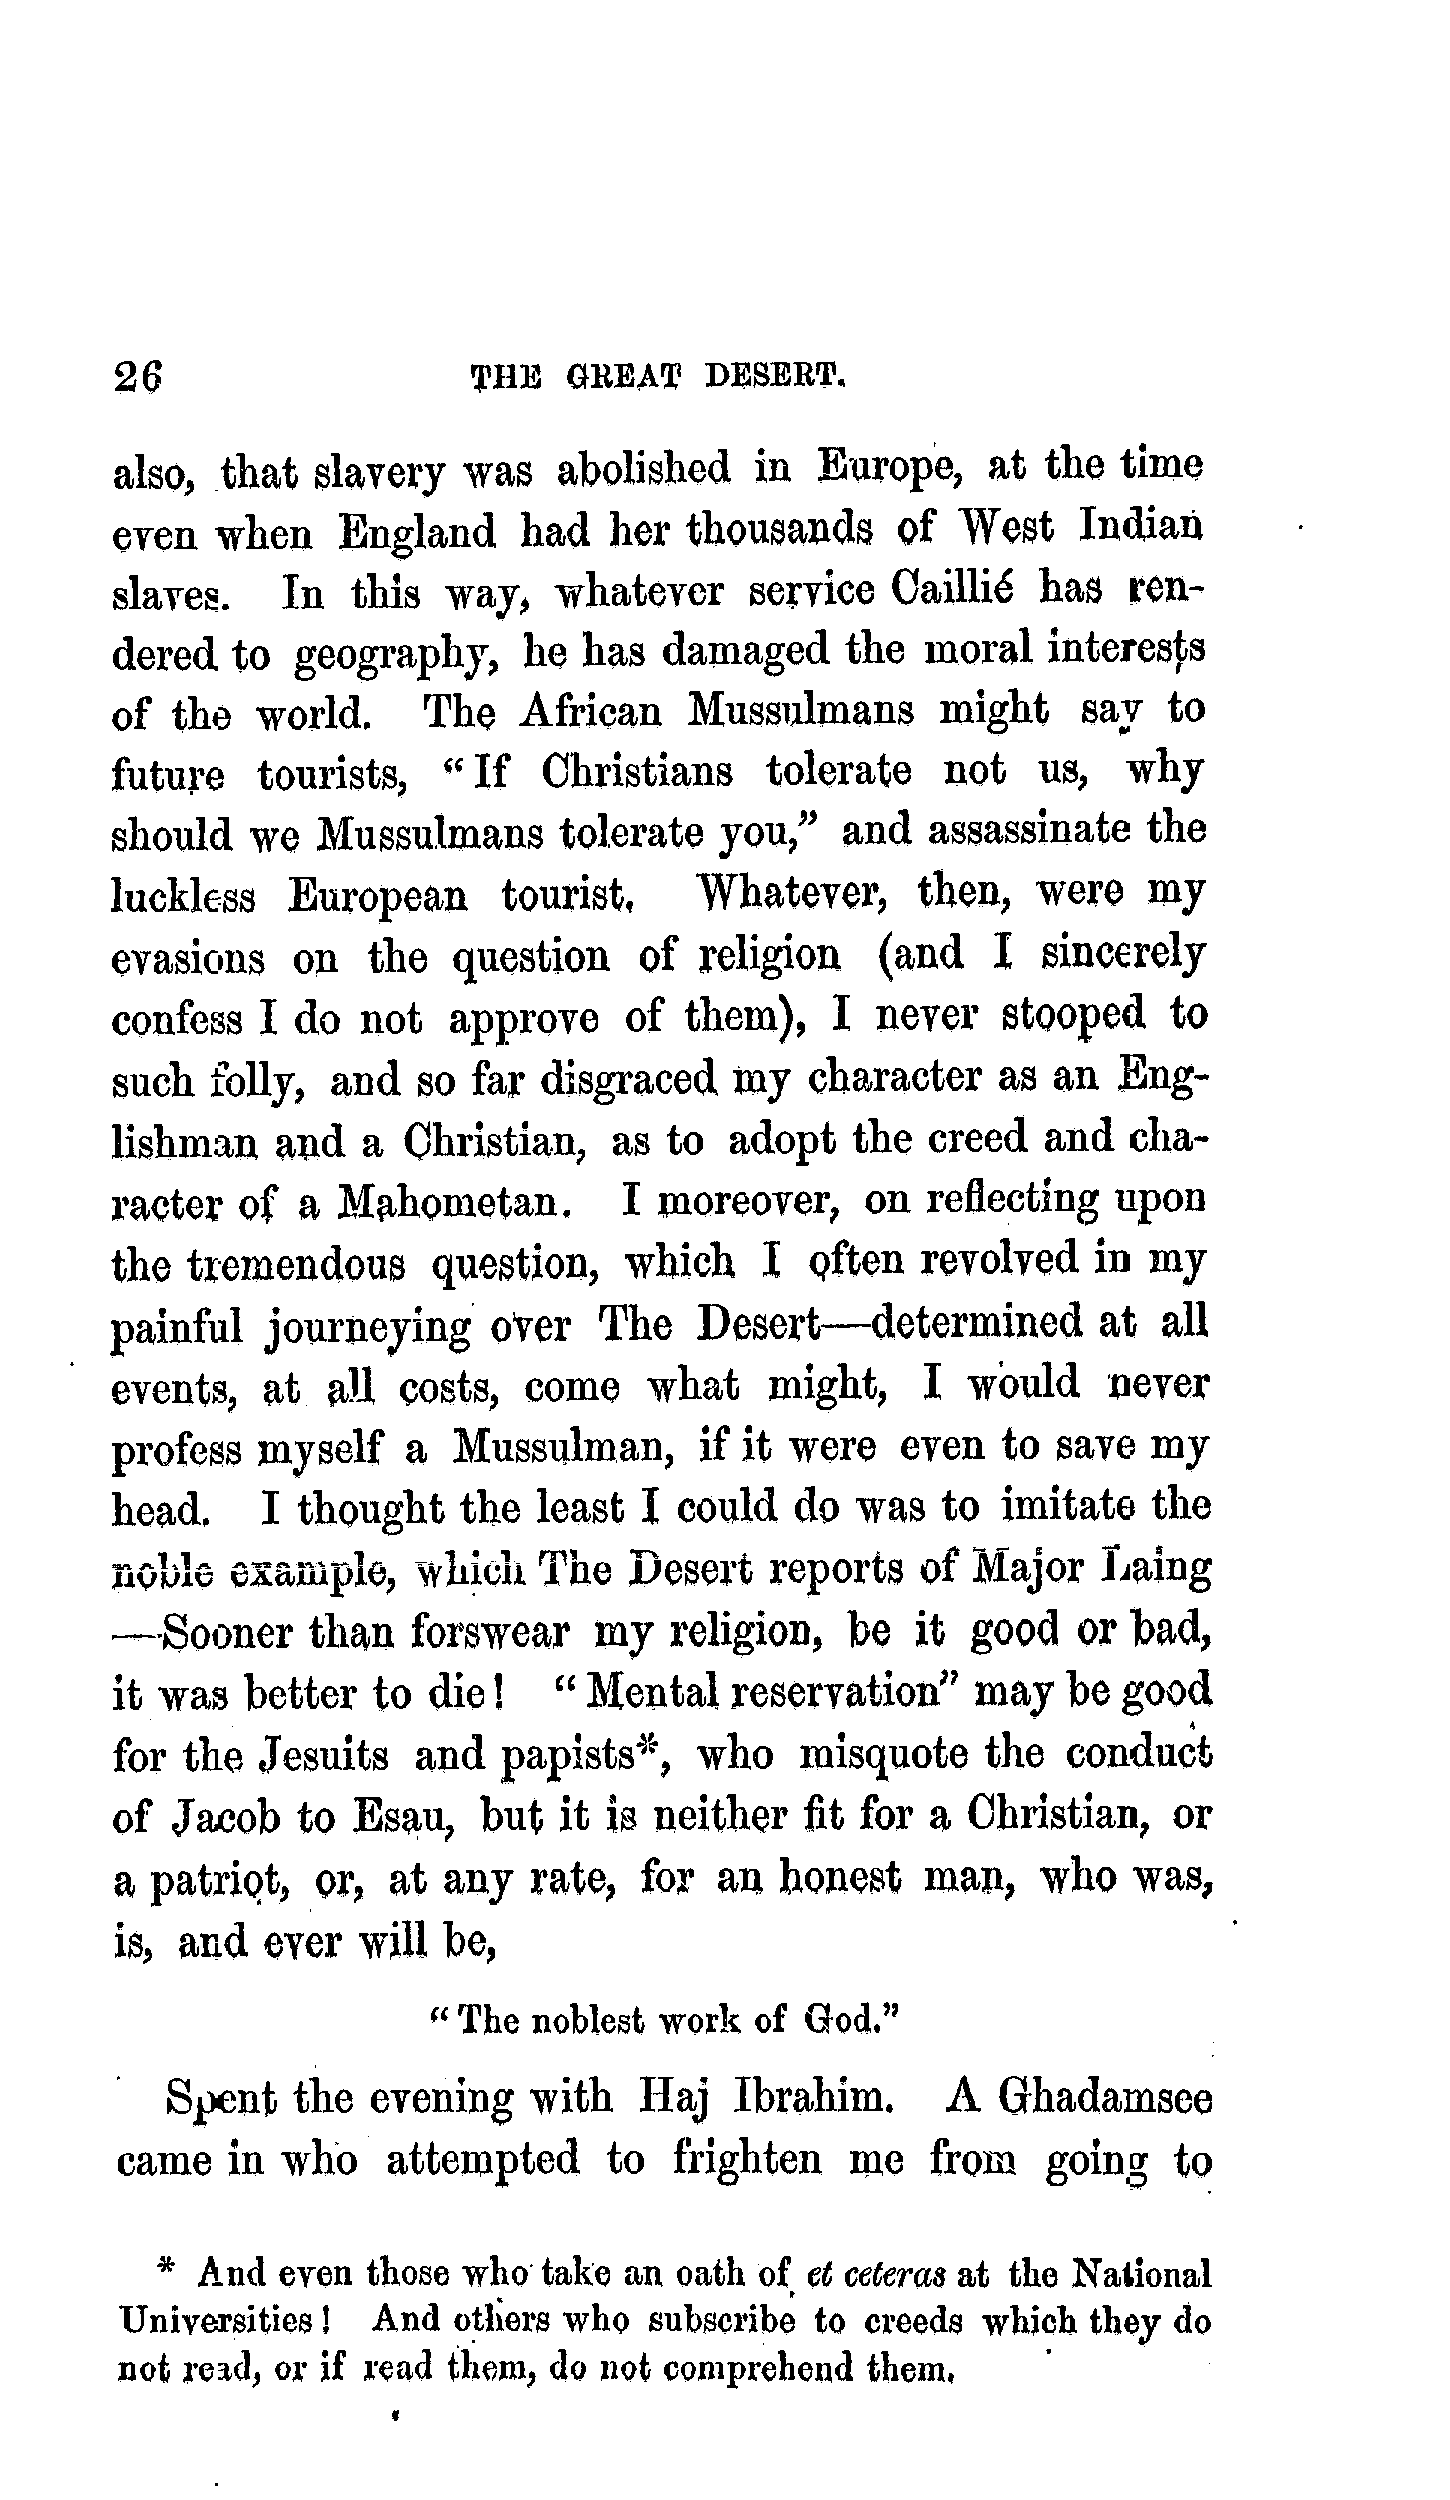 26 THE GREAT DESERT.
also, that slavery was abolished in Europe, at the time
even when England had her thousands of West Indian
slaves. In this way, whatever service Caillié has ren-
dered to geography, he has damaged the moral interests
of the world. The African Mussulmans might say to
future tourists, “If Christians tolerate not us, why
should we Mussulmans tolerate you,” and assassinate the
luckless European tourist. Whatever, then, were my
evasions on the question of religion (and I sincerely
confess I do not approve of them), I never stooped to
such folly, and so far disgraced my character as an Eng-
lishman and a Christian, as to adopt the creed and cha-
racter of a Mahometan. I moreover, on reflecting upon
the tremendous question, which I often revolved in my
painful journeying over The Desert—determined at all
events, at all costs, come what might, I would never
profess myself a Mussulman, if it were even to save my
head. I thought the least I could do was to imitate the
noble example, which The Desert reports of Major Laing
—Sooner than forswear my religion, be it good or bad,
it was better to die! “Mental reservation” may be good
for the Jesuits and papists*, who misquote the conduct
of Jacob to Esau, but it is neither fit for a Christian, or
a patriot, or, at any rate, for an honest man, who was,
is, and ever will be,
“The noblest work of God.”
Spent the evening with Haj Ibrahim. A Ghadamsee
came in who attempted to frighten me from going to
* And even those who take an oath of et ceteras at the National
Universities! And others who subscribe to creeds which they do
not read, or if read them, do not comprehend them.